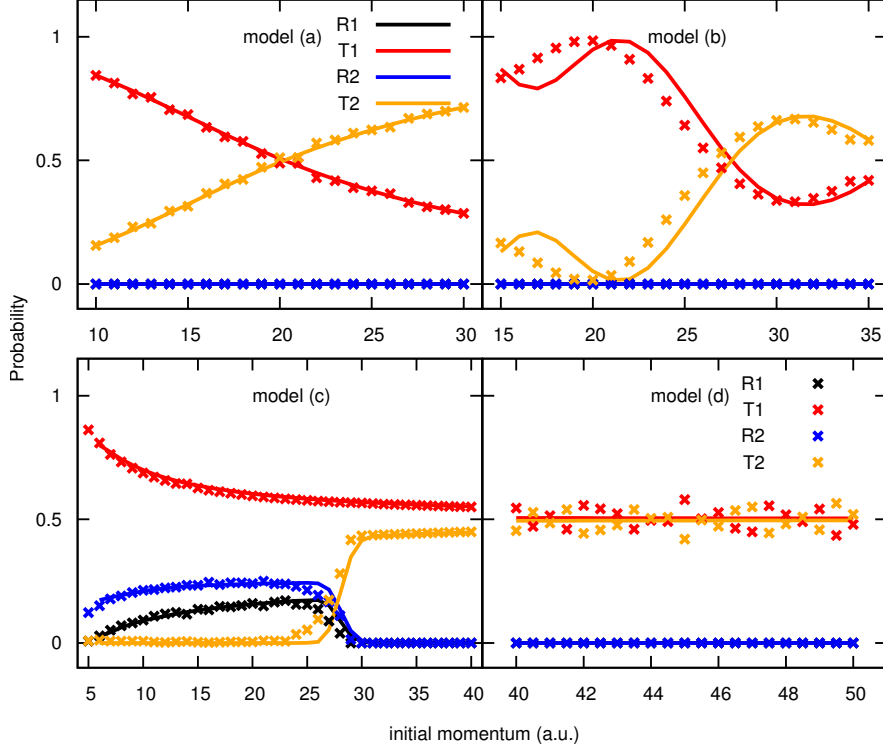 model (a)
R1
T1
R2
T2
model (b)
1
0.5
0
10
15
20
25
30
15
20
25
30
35
Probability
model (c)
model (d)
R1
T1
R2
T2
1
0.5
0
5
10
15
20
25
30
35
40
40
42
44
46
48
50
initial momentum (a.u.)